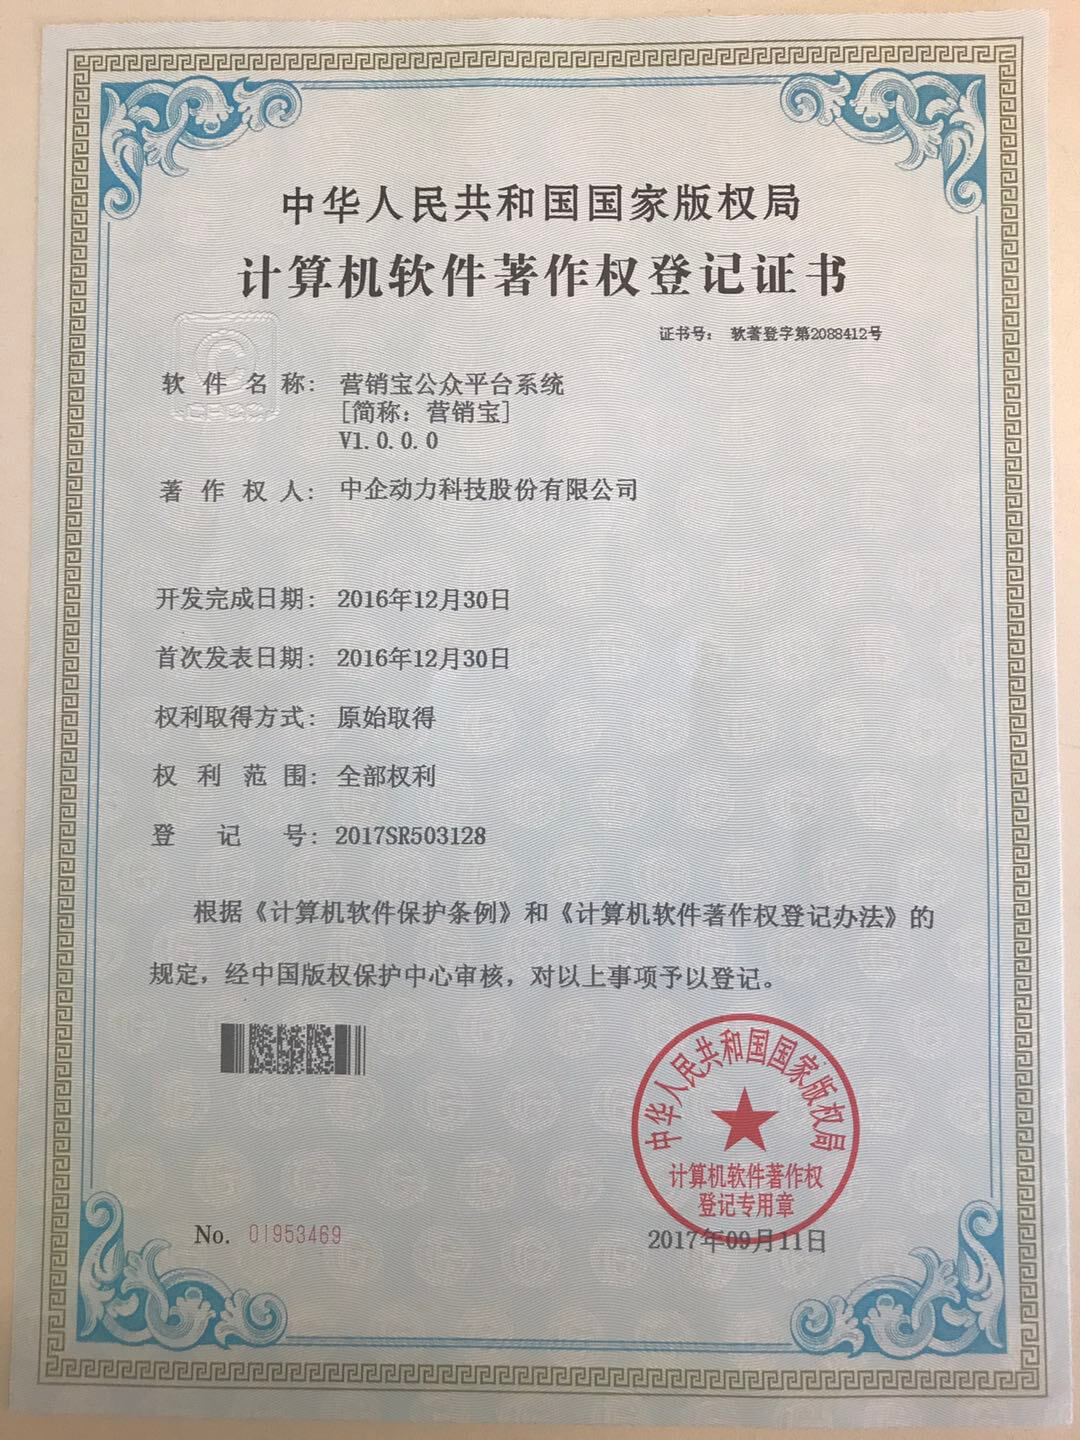 中华人民共和国国家版权局
计算机软件著作权登记证书
证书号： 软著登字第2088412号
软件名称： 营销宝公众平台系统
[简称：营销宝]
V1.0.0.0
著作权人： 中企动力科技股份有限公司
开发完成日期： 2016年12月30日
首次发表日期： 2016年12月30日
权利取得方式： 原始取得
权利范围： 全部权利
登记号： 2017SR503128
根据《计算机软件保护条例》和《计算机软件著作权登记办法》的
规定，经中国版权保护中心审核，对以上事项予以登记。
中华人民共和国国家版权局
计算机软件著作权
登记专用章
No. 01953469
2017年09月11日